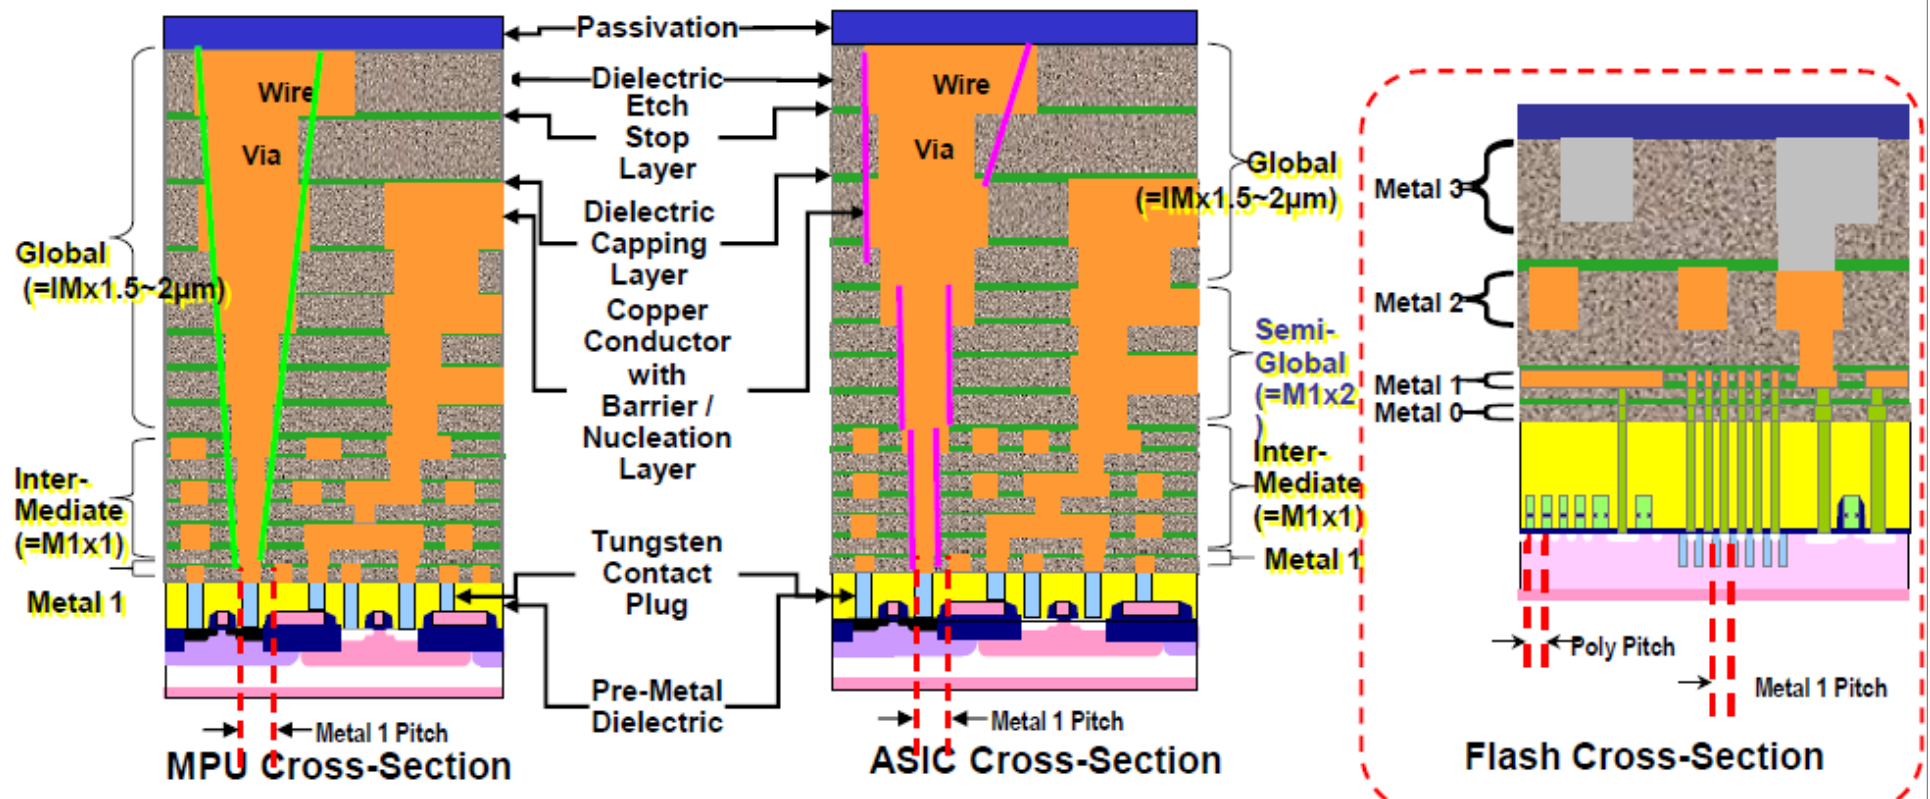 Passivation
Dielectric
Etch
Stop
Layer
Dielectric
Capping
Layer
Copper
Conductor
with
Barrier /
Nucleation
Layer
Tungsten
Contact
Plug
Pre-Metal
Dielectric
Wire
Via
Global
(=IMx1.5~2µm)
Inter-
Mediate
(=M1x1)
Metal 1
Metal 1 Pitch
MPU Cross-Section
Wire
Via
Global
(=IMx1.5~2µm)
Semi-
Global
(=M1x2
)
Inter-
Mediate
(=M1x1)
Metal 1
Metal 1 Pitch
ASIC Cross-Section
Metal 3
Metal 2
Metal 1
Metal 0
Poly Pitch
Metal 1 Pitch
Flash Cross-Section